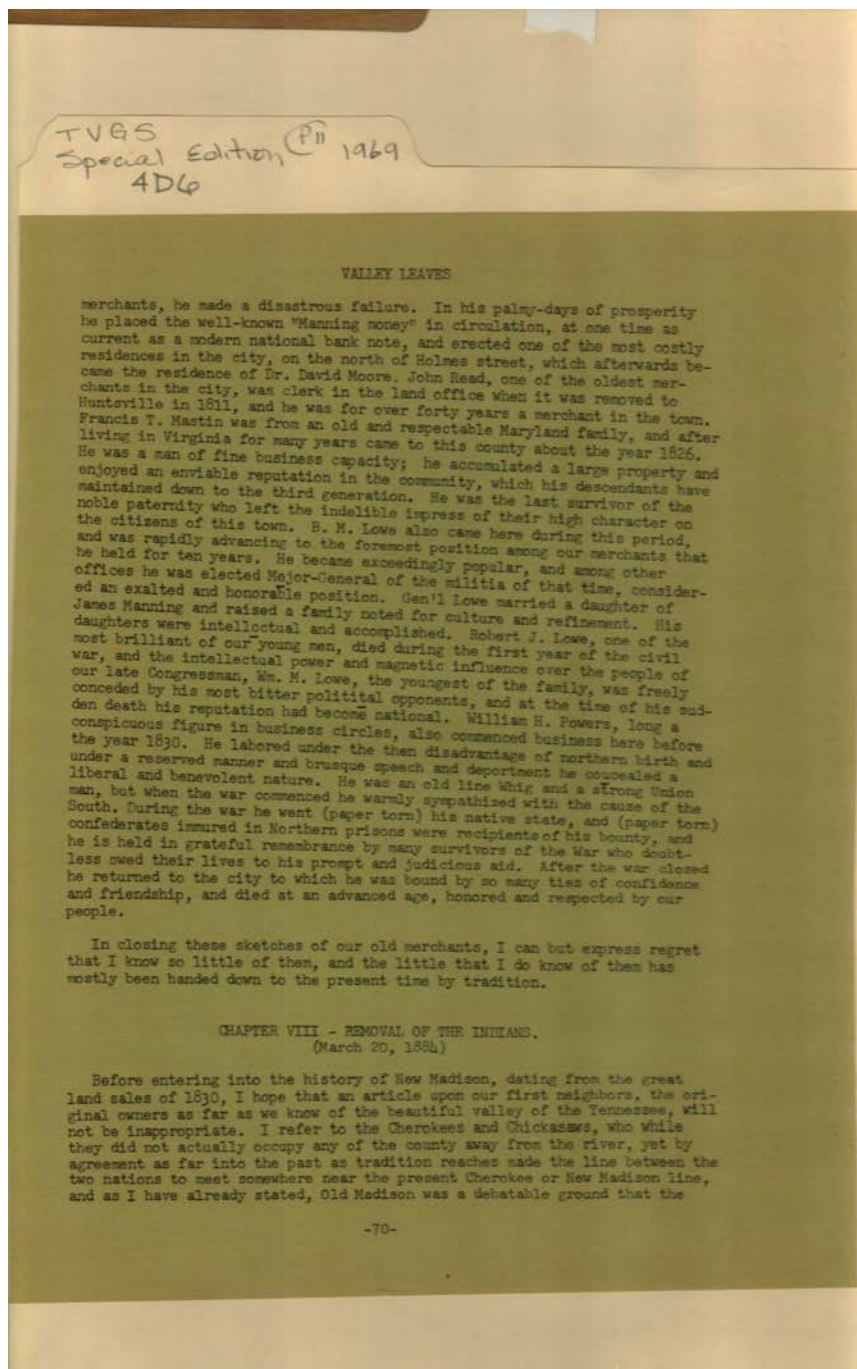 TVGS
Special Edition PII 1969
4D6
VALLEY LEAVES
merchants, he made a disastrous failure. In his palmy-days of prosperity
he placed the well-known "Manning money" in circulation, at one time as
current as a modern national bank note, and erected one of the most costly
residences in the city, on the north of Holmes street, which afterwards be-
came the residence of Dr. David Moore. John Read, one of the oldest mer-
chants in the city, was clerk in the land office when it was removed to
Huntsville in 1811, and he was for over forty years a merchant in the town.
Francis T. Mastin was from an old and respectable Maryland family, and after
living in Virginia for many years came to this county about the year 1826.
He was a man of fine business capacity; he accumulated a large property and
enjoyed an enviable reputation in the community, which his descendants have
maintained down to the third generation. He was the last survivor of the
noble paternity who left the indelible impress of their high character on
the citizens of this town. B. M. Lowe also came here during this period,
and was rapidly advancing to the foremost position among our merchants that
he held for ten years. He became exceedingly popular, and among other
offices he was elected Mejor-General of the militia of that time, consider-
ed an exalted and honorable position. Gen'l Lowe married a daughter of
James Manning and raised a family noted for culture and refinement. His
daughters were intellectual and accomplished. Robert J. Lowe, one of the
most brilliant of our young men, died during the first year of the civil
war, and the intellectual power and magnetic influence over the people of
our late Congressman, Wm. M. Lowe, the youngest of the family, was freely
conceded by his most bitter politital opponents, and at the time of his sud-
den death his reputation had become national. William H. Powers, long a
conspicuous figure in business circles, also commenced business here before
the year 1830. He labored under the then disadvantage of northern birth and
under a reserved manner and brusque speech and deportment he coucealed a
liberal and benevolent nature. He was an old line Whig and a strong Union
man, but when the war commenced he warmly sympathized with the cause of the
South. During the war he went (paper torn) his native state, and (paper torn)
confederates immured in Northern prisons were recipients of his bounty, and
he is held in grateful remembrance by many survivors of the War who doubt-
less owed their lives to his prompt and judicious aid. After the war closed
he returned to the city to which he was bound by so many ties of confidence
and friendship, and died at an advanced age, honored and respected by our
people.
In closing these sketches of our old merchants, I can but express regret
that I know so little of them, and the little that I do know of them has
mostly been handed down to the present time by tradition.
CHAPTER VIII - REMOVAL OF THE INDIANS.
(March 20, 1884)
Before entering into the history of New Madison, dating from the great
land sales of 1830, I hope that an article upon our first neighbors, the ori-
ginal owners as far as we know of the beautiful valley of the Tennessee, will
not be inappropriate. I refer to the Cherokees and Chickasaws, who while
they did not actually occupy any of the county away from the river, yet by
agreement as far into the past as tradition reaches made the line between the
two nations to meet somewhere near the present Cherokee or New Madison line,
and as I have already stated, Old Madison was a debatable ground that the
-70-